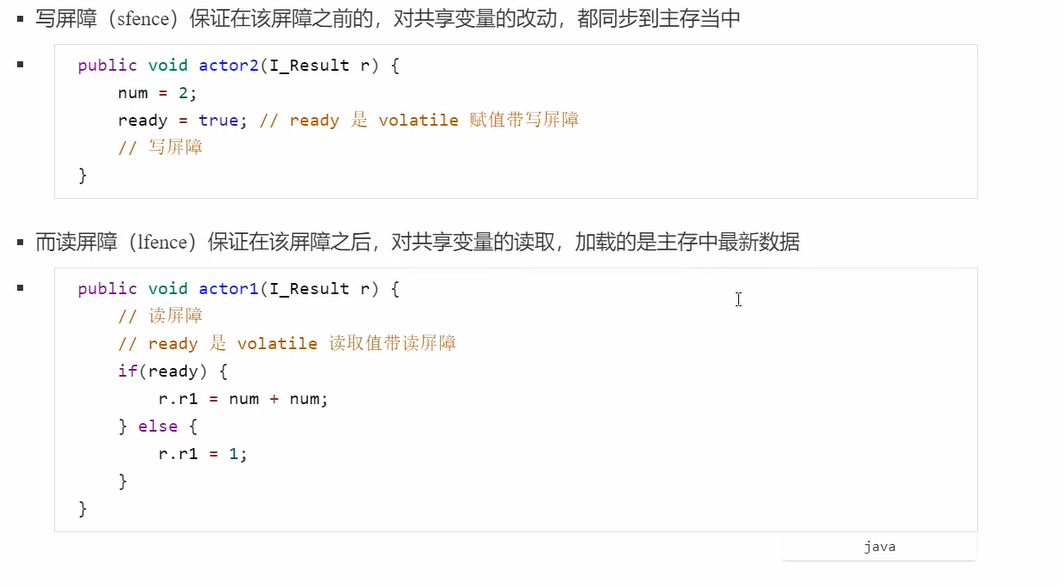 写屏障（sfence）保证在该屏障之前的，对共享变量的改动，都同步到主存当中
public void actor2(I_Result r) {
    num = 2;
    ready = true; // ready 是 volatile 赋值带写屏障
    // 写屏障
}
而读屏障（lfence）保证在该屏障之后，对共享变量的读取，加载的是主存中最新数据
public void actor1(I_Result r) {
    // 读屏障
    // ready 是 volatile 读取值带读屏障
    if(ready) {
        r.r1 = num + num;
    } else {
        r.r1 = 1;
    }
}
java